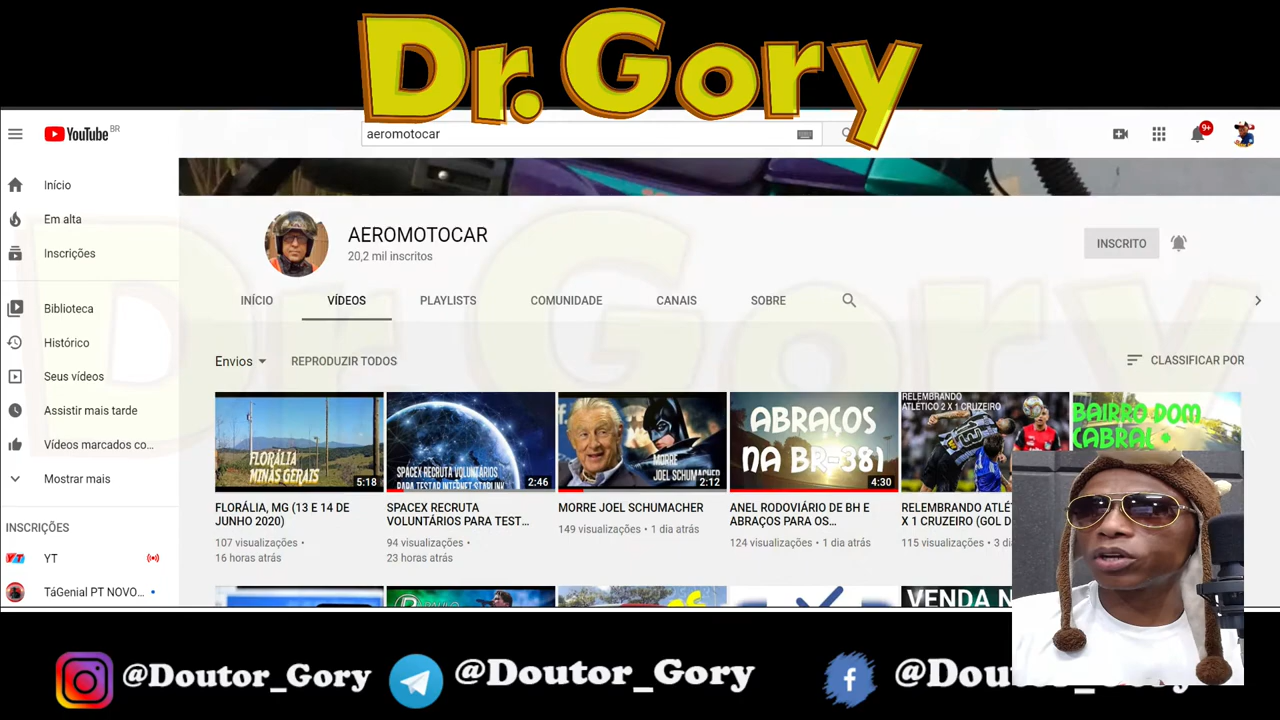 Dr. Gory
YouTube BR
aeromotocar
9+
Início
Em alta
Inscrições
Biblioteca
Histórico
Seus vídeos
Assistir mais tarde
Vídeos marcados co...
Mostrar mais
INSCRIÇÕES
YT
TáGenial PT NOVO...
AEROMOTOCAR
20,2 mil inscritos
INSCRITO
INÍCIO
VÍDEOS
PLAYLISTS
COMUNIDADE
CANAIS
SOBRE
Envios
REPRODUZIR TODOS
CLASSIFICAR POR
FLORÁLIA
MINAS GERAIS
5:18
FLORÁLIA, MG (13 E 14 DE
JUNHO 2020)
107 visualizações •
16 horas atrás
SPACEX RECRUTA VOLUNTÁRIOS
PARA TESTAR INTERNET STARLINK
2:46
SPACEX RECRUTA
VOLUNTÁRIOS PARA TEST...
94 visualizações •
23 horas atrás
MORRE
JOEL SCHUMACHER
2:12
MORRE JOEL SCHUMACHER
149 visualizações • 1 dia atrás
ABRAÇOS
NA BR-381
4:30
ANEL RODOVIÁRIO DE BH E
ABRAÇOS PARA OS...
124 visualizações • 1 dia atrás
RELEMBRANDO
ATLÉTICO 2 X 1 CRUZEIRO
RELEMBRANDO
X 1 CRUZEIRO (GOL D
115 visualizações • 3 d
BAIRRO DOM
CABRAL +
VENDA N
@Doutor_Gory
@Doutor_Gory
@Doutor_Gory